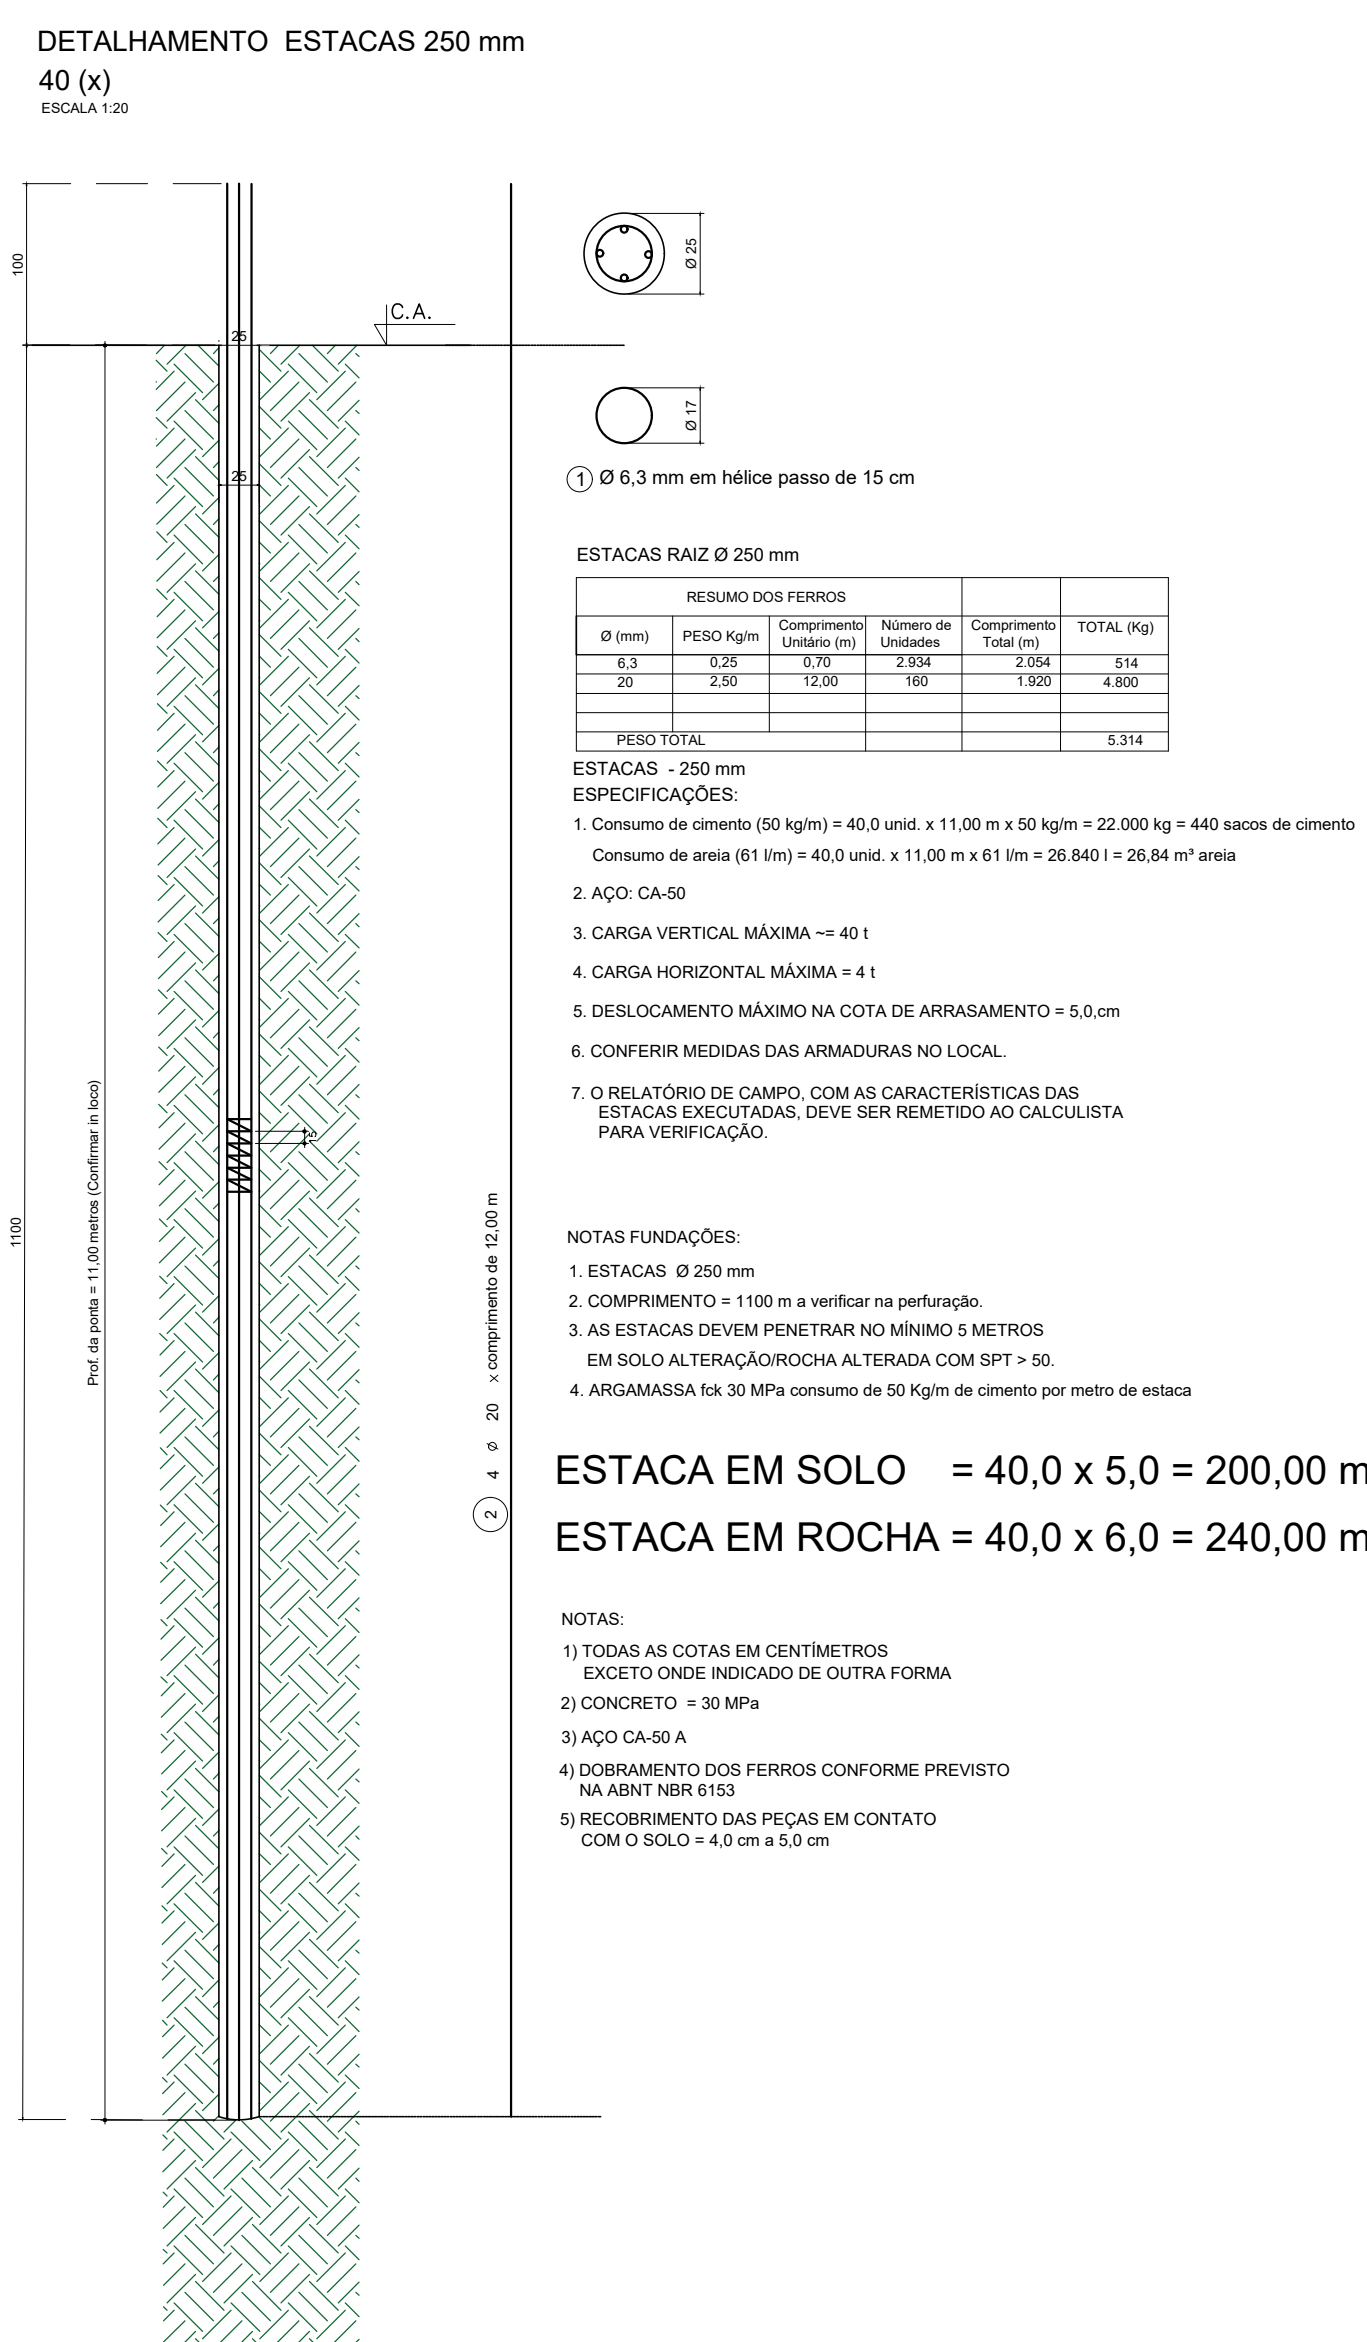 DETALHAMENTO ESTACAS 250 mm
40 (x)
ESCALA 1:20
100
C.A.
25
25
Ø 25
Ø 17
1 Ø 6,3 mm em hélice passo de 15 cm
ESTACAS RAIZ Ø 250 mm
RESUMO DOS FERROS
Ø (mm) PESO Kg/m Comprimento Unitário (m) Número de Unidades Comprimento Total (m) TOTAL (Kg)
6,3 0,25 0,70 2.934 2.054 514
20 2,50 12,00 160 1.920 4.800
PESO TOTAL 5.314
ESTACAS - 250 mm
ESPECIFICAÇÕES:
1. Consumo de cimento (50 kg/m) = 40,0 unid. x 11,00 m x 50 kg/m = 22.000 kg = 440 sacos de cimento
Consumo de areia (61 l/m) = 40,0 unid. x 11,00 m x 61 l/m = 26.840 l = 26,84 m³ areia
2. AÇO: CA-50
3. CARGA VERTICAL MÁXIMA ~= 40 t
4. CARGA HORIZONTAL MÁXIMA = 4 t
5. DESLOCAMENTO MÁXIMO NA COTA DE ARRASAMENTO = 5,0,cm
6. CONFERIR MEDIDAS DAS ARMADURAS NO LOCAL.
7. O RELATÓRIO DE CAMPO, COM AS CARACTERÍSTICAS DAS
ESTACAS EXECUTADAS, DEVE SER REMETIDO AO CALCULISTA
PARA VERIFICAÇÃO.
15
1100
Prof. da ponta = 11,00 metros (Confirmar in loco)
2 4 Ø 20 x comprimento de 12,00 m
NOTAS FUNDAÇÕES:
1. ESTACAS Ø 250 mm
2. COMPRIMENTO = 1100 m a verificar na perfuração.
3. AS ESTACAS DEVEM PENETRAR NO MÍNIMO 5 METROS
EM SOLO ALTERAÇÃO/ROCHA ALTERADA COM SPT > 50.
4. ARGAMASSA fck 30 MPa consumo de 50 Kg/m de cimento por metro de estaca
ESTACA EM SOLO = 40,0 x 5,0 = 200,00 m
ESTACA EM ROCHA = 40,0 x 6,0 = 240,00 m
NOTAS:
1) TODAS AS COTAS EM CENTÍMETROS
EXCETO ONDE INDICADO DE OUTRA FORMA
2) CONCRETO = 30 MPa
3) AÇO CA-50 A
4) DOBRAMENTO DOS FERROS CONFORME PREVISTO
NA ABNT NBR 6153
5) RECOBRIMENTO DAS PEÇAS EM CONTATO
COM O SOLO = 4,0 cm a 5,0 cm